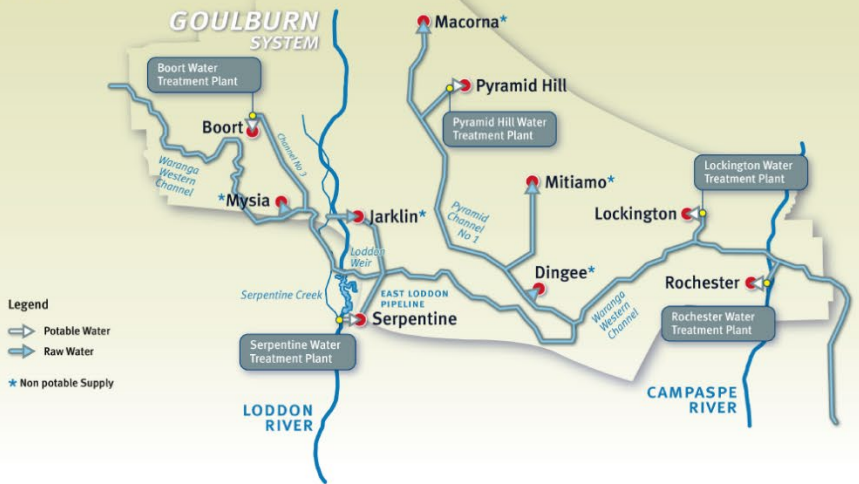 GOULBURN
SYSTEM
Macorna*
Boort Water
Treatment Plant
Pyramid Hill
Boort
Channel No 3
Pyramid Hill Water
Treatment Plant
Lockington Water
Treatment Plant
Waranga
Western
Channel
*Mysia
Mitiamo*
Jarklin*
Pyramid
Channel
No 1
Lockington
Loddon
Weir
Dingee*
Rochester
Legend
Serpentine Creek
EAST LODDON
PIPELINE
Waranga
Western
Channel
Potable Water
Serpentine
Rochester Water
Treatment Plant
Raw Water
Serpentine Water
Treatment Plant
* Non potable Supply
LODDON
RIVER
CAMPASPE
RIVER